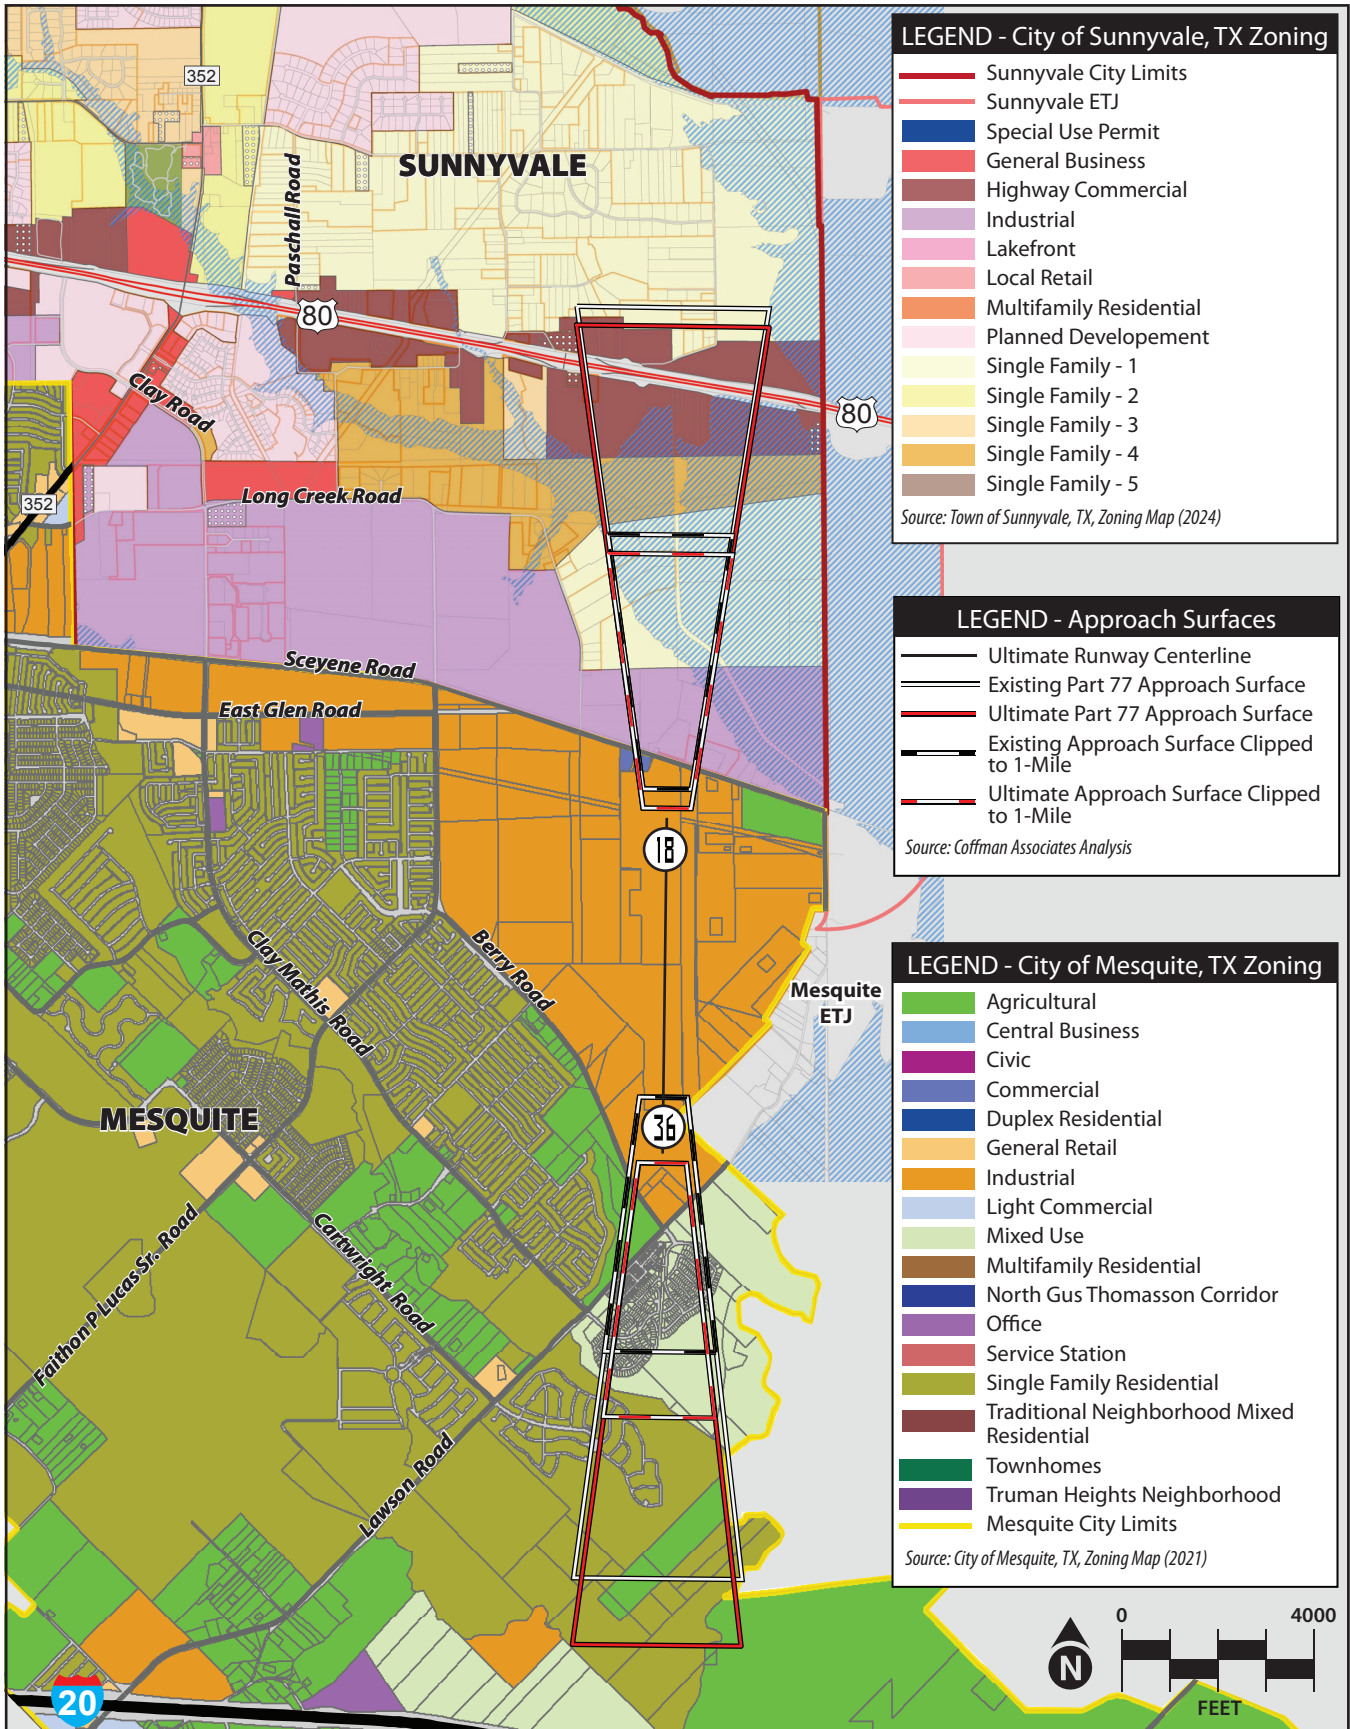 352
SUNNYVALE
Paschall Road
80
80
Clay Road
352
Long Creek Road
Sceyene Road
East Glen Road
18
Berry Road
Clay Mathis Road
Mesquite
ETJ
MESQUITE
36
Faithon P Lucas Sr. Road
Cartwright Road
Lawson Road
20
LEGEND - City of Sunnyvale, TX Zoning
Sunnyvale City Limits
Sunnyvale ETJ
Special Use Permit
General Business
Highway Commercial
Industrial
Lakefront
Local Retail
Multifamily Residential
Planned Developement
Single Family - 1
Single Family - 2
Single Family - 3
Single Family - 4
Single Family - 5
Source: Town of Sunnyvale, TX, Zoning Map (2024)
LEGEND - Approach Surfaces
Ultimate Runway Centerline
Existing Part 77 Approach Surface
Ultimate Part 77 Approach Surface
Existing Approach Surface Clipped
to 1-Mile
Ultimate Approach Surface Clipped
to 1-Mile
Source: Coffman Associates Analysis
LEGEND - City of Mesquite, TX Zoning
Agricultural
Central Business
Civic
Commercial
Duplex Residential
General Retail
Industrial
Light Commercial
Mixed Use
Multifamily Residential
North Gus Thomasson Corridor
Office
Service Station
Single Family Residential
Traditional Neighborhood Mixed
Residential
Townhomes
Truman Heights Neighborhood
Mesquite City Limits
Source: City of Mesquite, TX, Zoning Map (2021)
0 4000
N
FEET